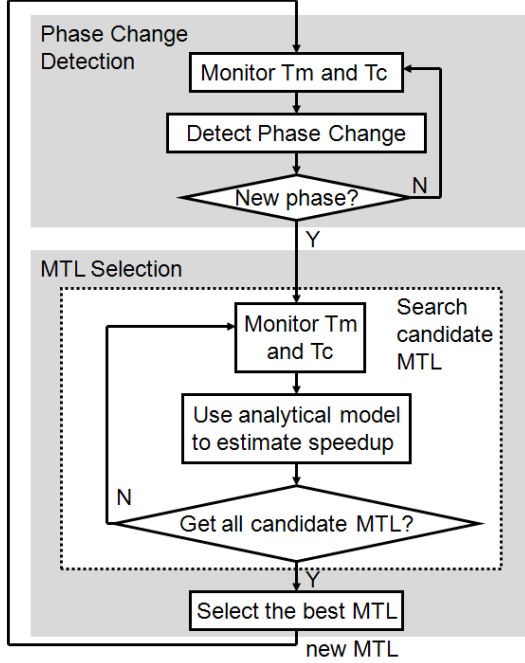 Phase Change
Detection
Monitor Tm and Tc
Detect Phase Change
New phase?
N
Y
MTL Selection
Search
candidate
MTL
Monitor Tm
and Tc
Use analytical model
to estimate speedup
N
Get all candidate MTL?
Y
Select the best MTL
new MTL